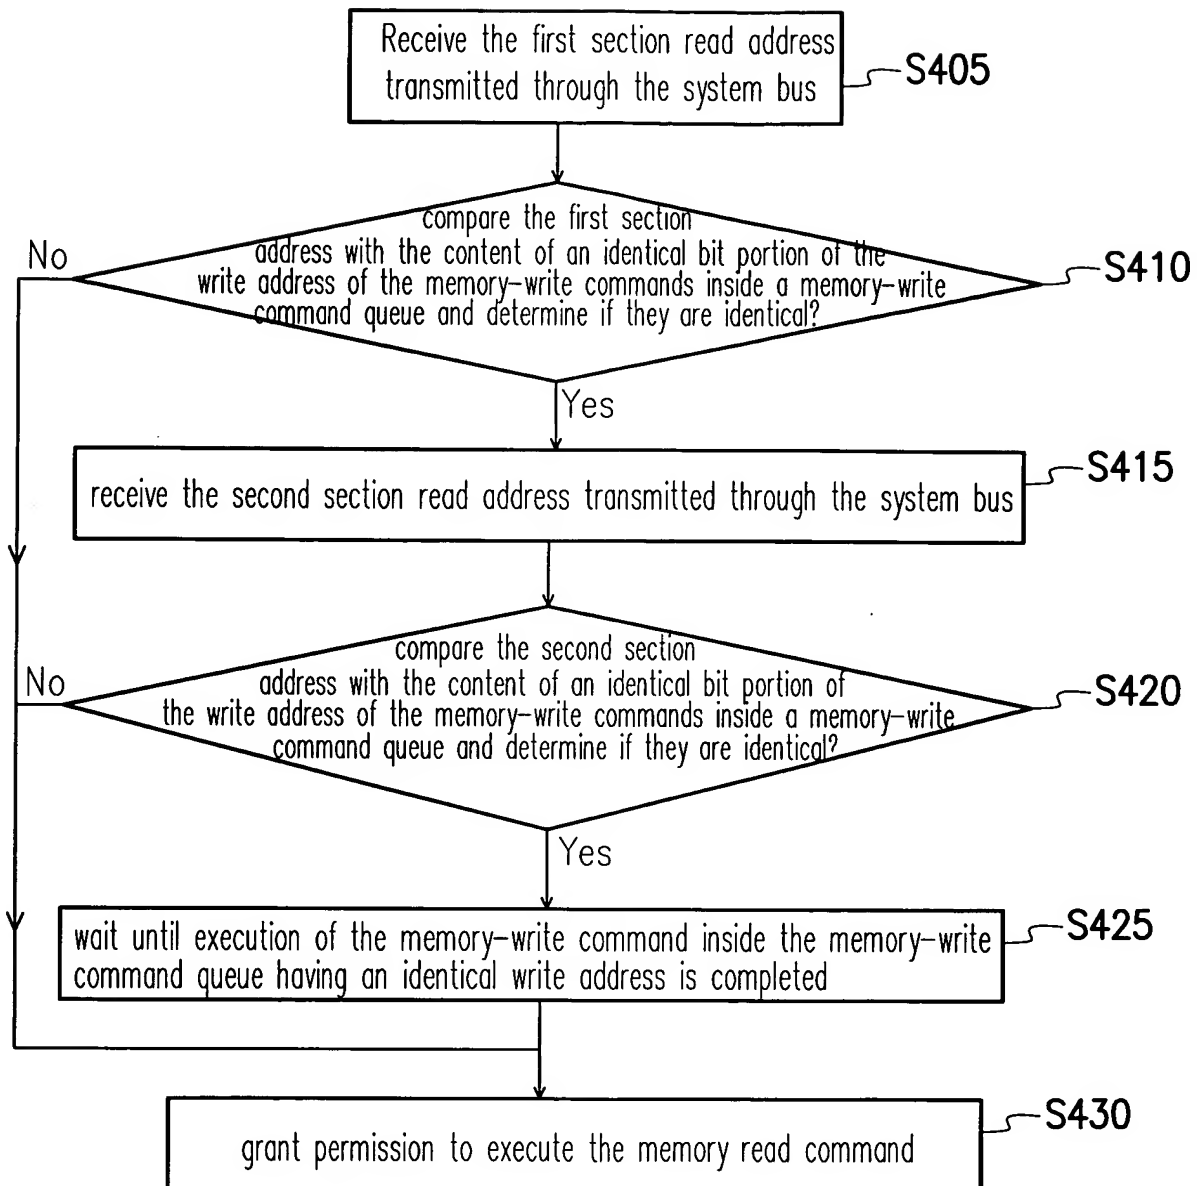 Receive the first section read address
transmitted through the system bus
S405
compare the first section
address with the content of an identical bit portion of the
write address of the memory-write commands inside a memory-write
command queue and determine if they are identical?
No
S410
Yes
receive the second section read address transmitted through the system bus
S415
compare the second section
address with the content of an identical bit portion of
the write address of the memory-write commands inside a memory-write
command queue and determine if they are identical?
No
S420
Yes
wait until execution of the memory-write command inside the memory-write
command queue having an identical write address is completed
S425
grant permission to execute the memory read command
S430